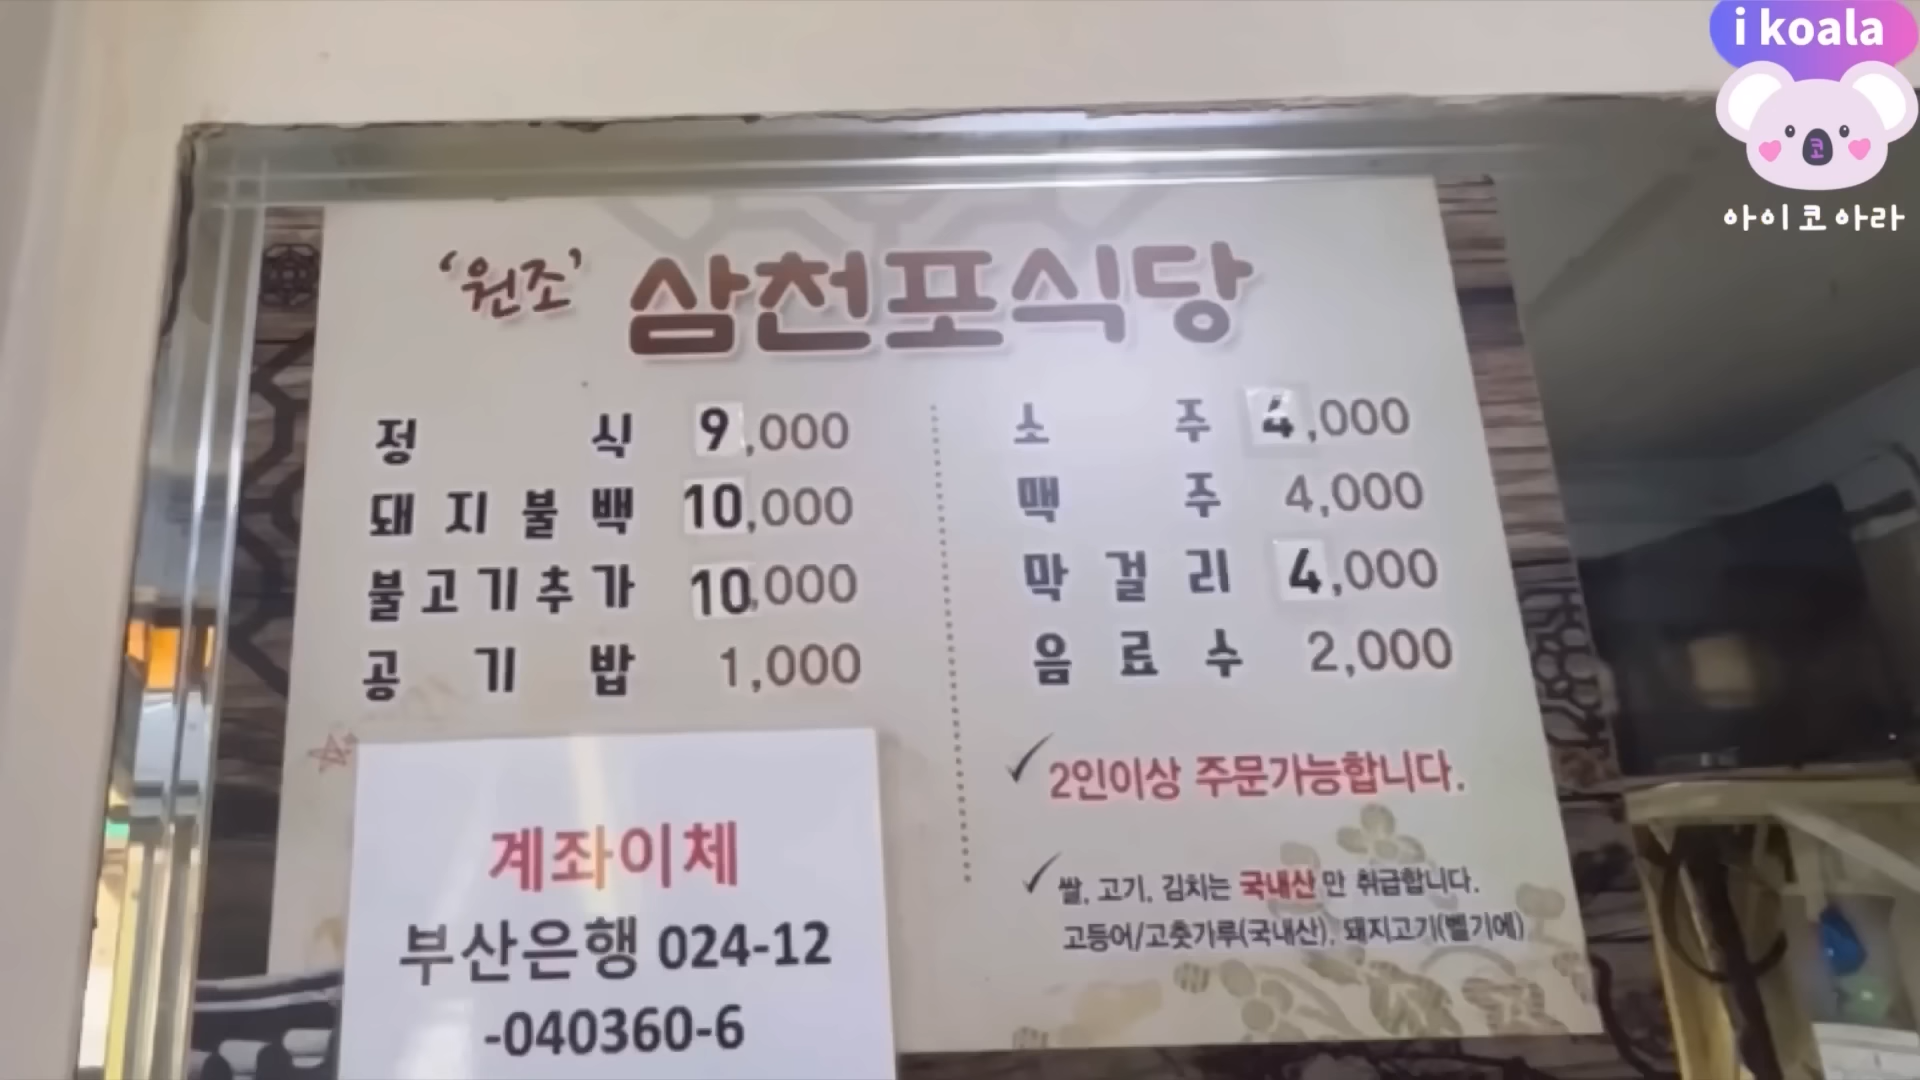 i koala
코
아이코아라
'원조' 삼천포식당
정식 9,000
돼지불백 10,000
불고기추가 10,000
공기밥 1,000
소주 4,000
맥주 4,000
막걸리 4,000
음료수 2,000
2인이상 주문가능합니다.
쌀, 고기, 김치는 국내산만 취급합니다.
고등어/고춧가루(국내산), 돼지고기(벨기에)
계좌이체
부산은행 024-12
-040360-6